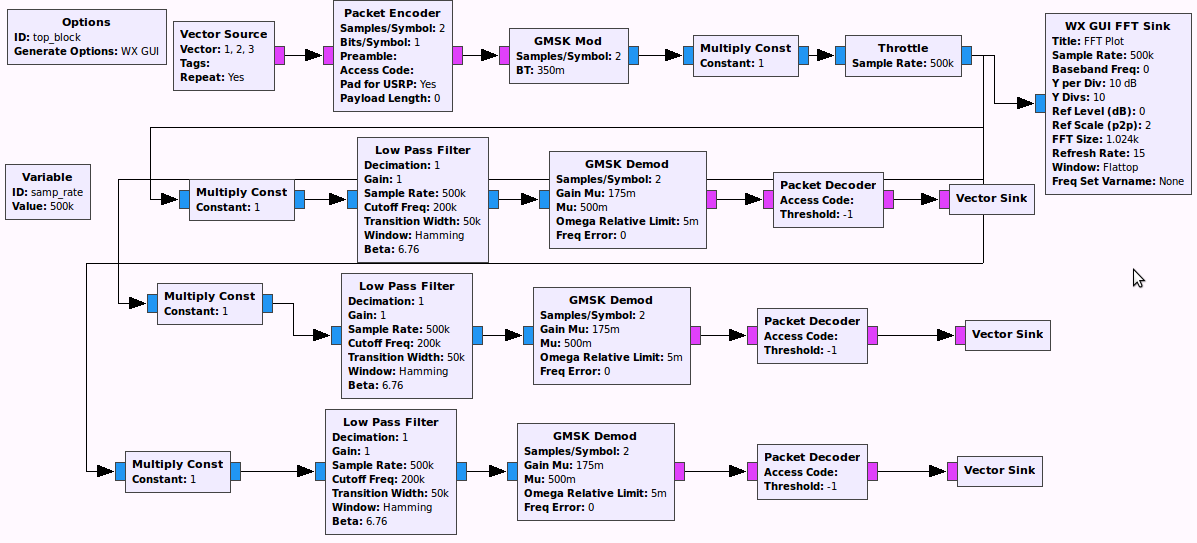 Options
ID: top_block
Generate Options: WX GUI
Vector Source
Vector: 1, 2, 3
Tags:
Repeat: Yes
Packet Encoder
Samples/Symbol: 2
Bits/Symbol: 1
Preamble:
Access Code:
Pad for USRP: Yes
Payload Length: 0
GMSK Mod
Samples/Symbol: 2
BT: 350m
Multiply Const
Constant: 1
Throttle
Sample Rate: 500k
WX GUI FFT Sink
Title: FFT Plot
Sample Rate: 500k
Baseband Freq: 0
Y per Div: 10 dB
Y Divs: 10
Ref Level (dB): 0
Ref Scale (p2p): 2
FFT Size: 1.024k
Refresh Rate: 15
Window: Flattop
Freq Set Varname: None
Variable
ID: samp_rate
Value: 500k
Multiply Const
Constant: 1
Low Pass Filter
Decimation: 1
Gain: 1
Sample Rate: 500k
Cutoff Freq: 200k
Transition Width: 50k
Window: Hamming
Beta: 6.76
GMSK Demod
Samples/Symbol: 2
Gain Mu: 175m
Mu: 500m
Omega Relative Limit: 5m
Freq Error: 0
Packet Decoder
Access Code:
Threshold: -1
Vector Sink
Multiply Const
Constant: 1
Low Pass Filter
Decimation: 1
Gain: 1
Sample Rate: 500k
Cutoff Freq: 200k
Transition Width: 50k
Window: Hamming
Beta: 6.76
GMSK Demod
Samples/Symbol: 2
Gain Mu: 175m
Mu: 500m
Omega Relative Limit: 5m
Freq Error: 0
Packet Decoder
Access Code:
Threshold: -1
Vector Sink
Multiply Const
Constant: 1
Low Pass Filter
Decimation: 1
Gain: 1
Sample Rate: 500k
Cutoff Freq: 200k
Transition Width: 50k
Window: Hamming
Beta: 6.76
GMSK Demod
Samples/Symbol: 2
Gain Mu: 175m
Mu: 500m
Omega Relative Limit: 5m
Freq Error: 0
Packet Decoder
Access Code:
Threshold: -1
Vector Sink